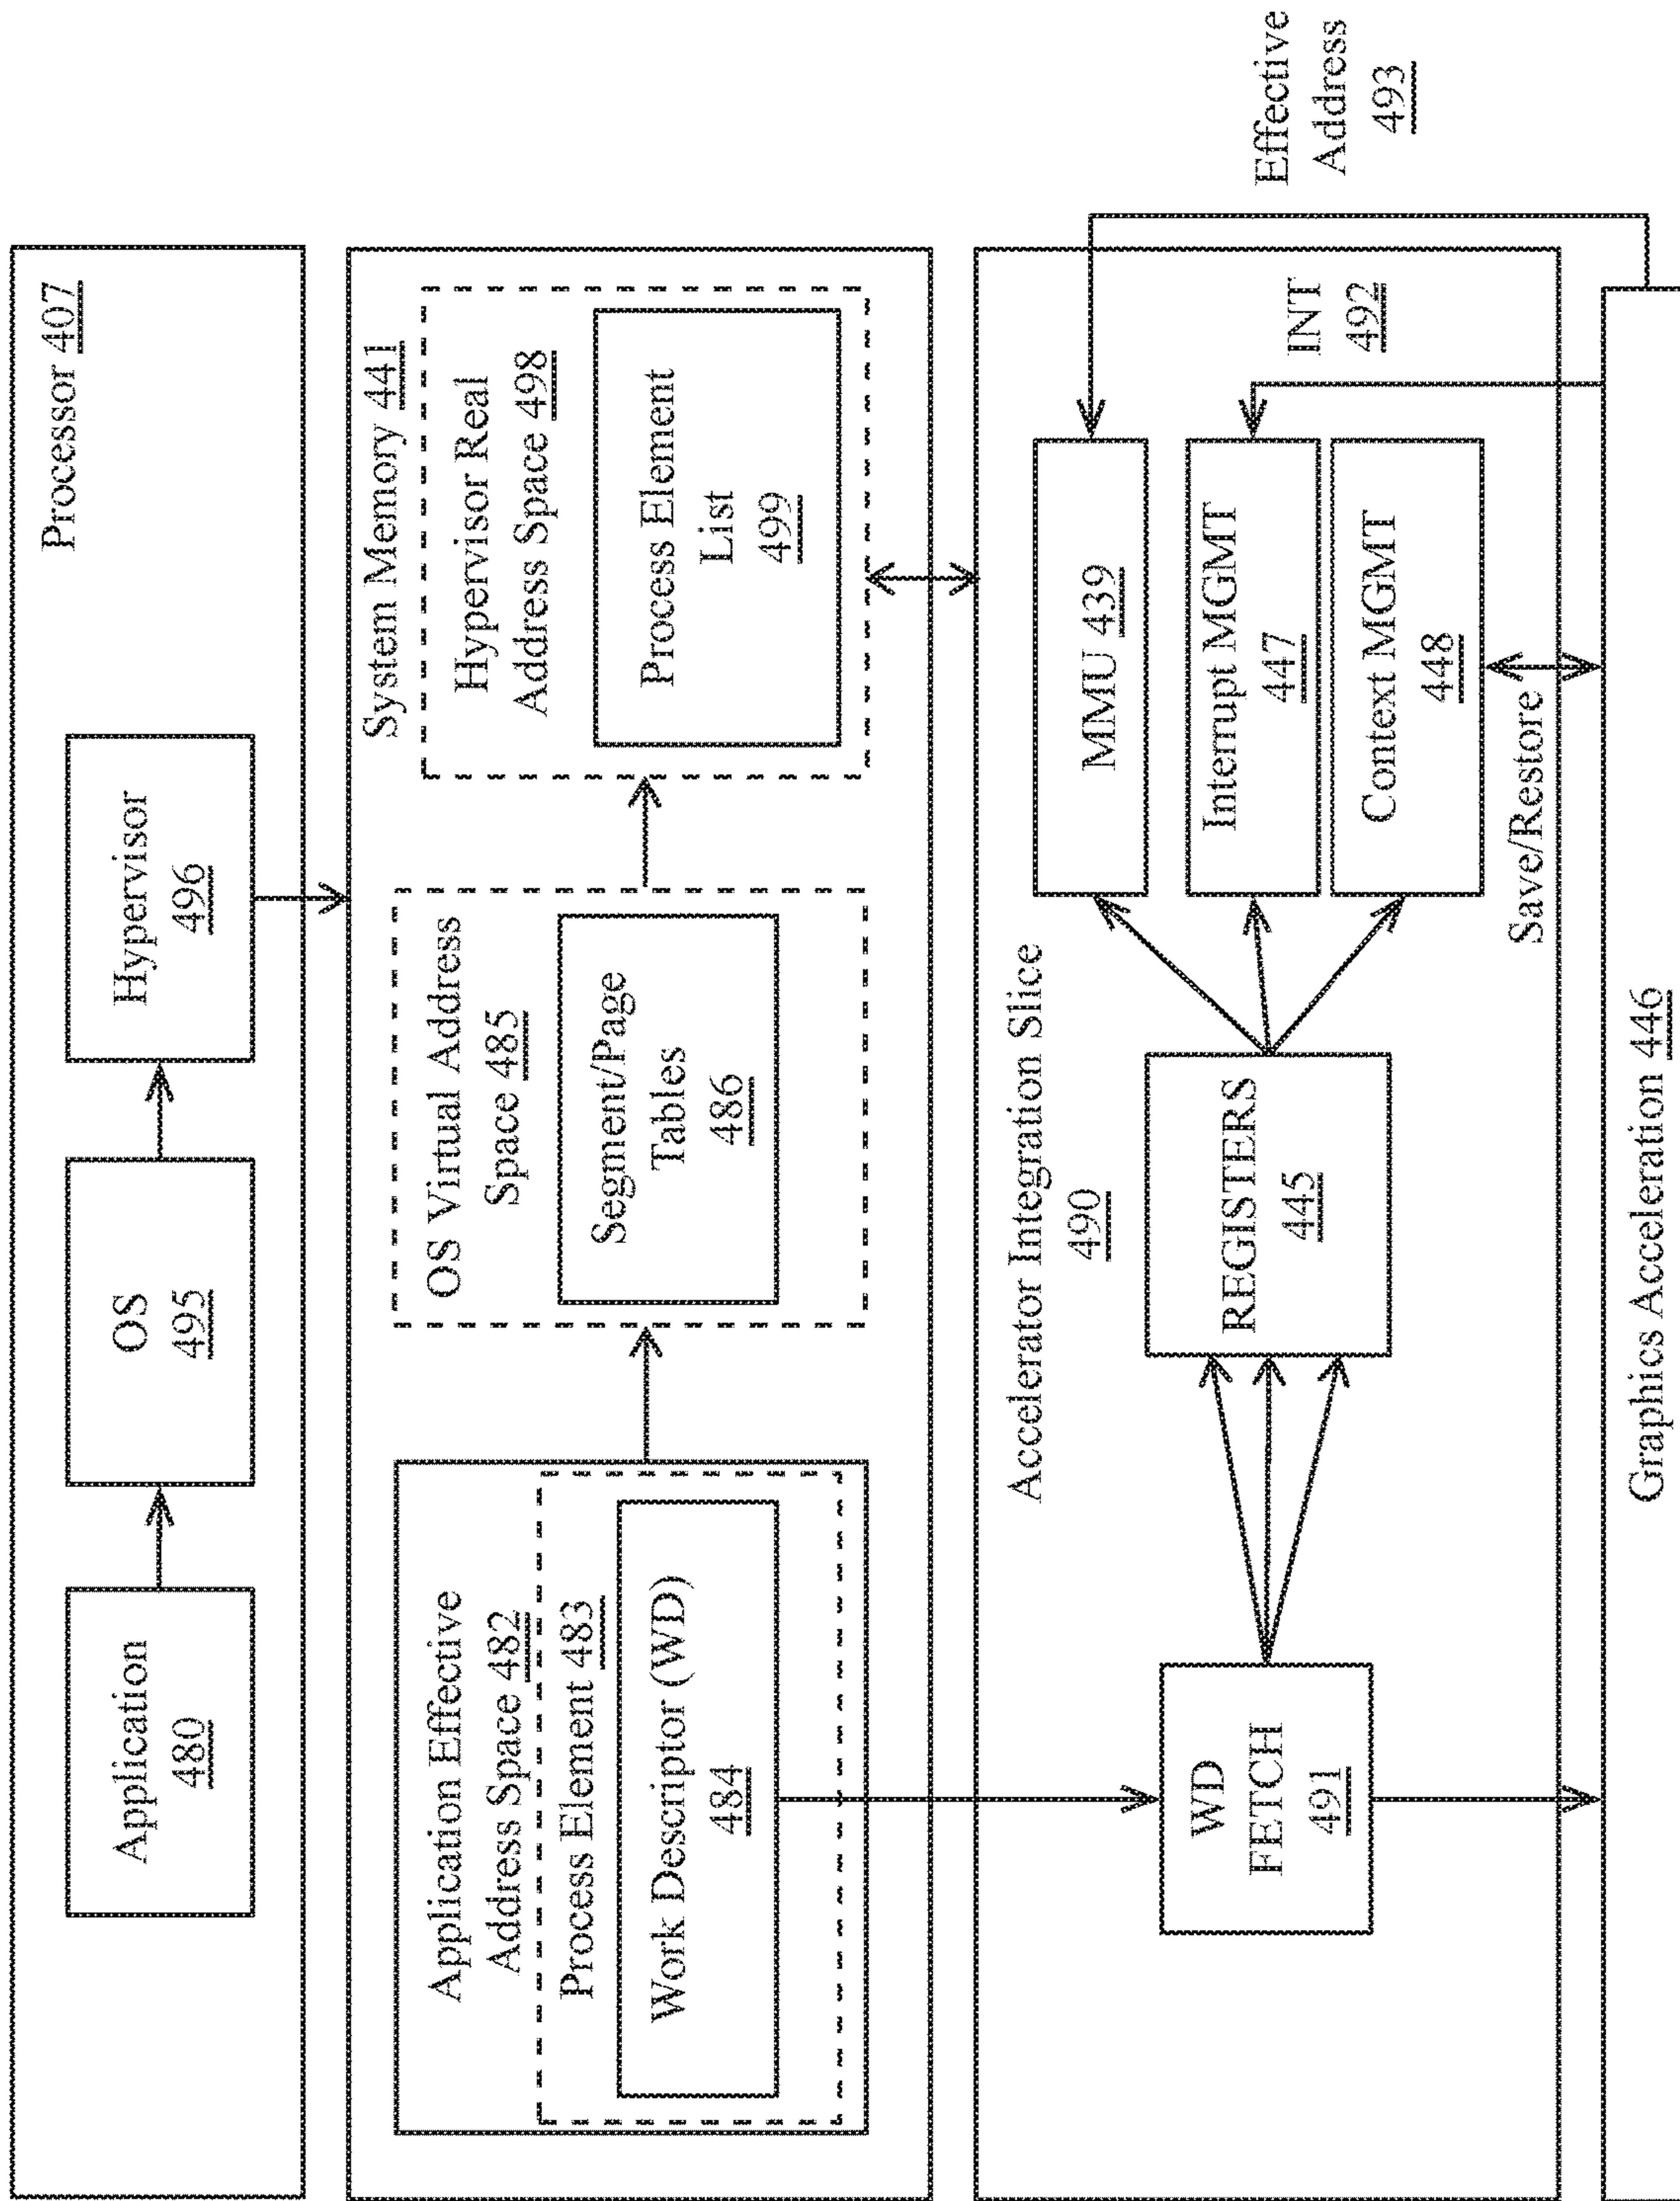 Processor 407
Application
480
OS
495
Hypervisor
496
System Memory 441
Application Effective
Address Space 482
Process Element 483
Work Descriptor (WD)
484
OS Virtual Address
Space 485
Segment/Page
Tables
486
Hypervisor Real
Address Space 498
Process Element
List
499
Accelerator Integration Slice
490
WD
FETCH
491
REGISTERS
445
MMU 439
Interrupt MGMT
447
Context MGMT
448
Save/Restore
INT
492
Effective
Address
493
Graphics Acceleration 446